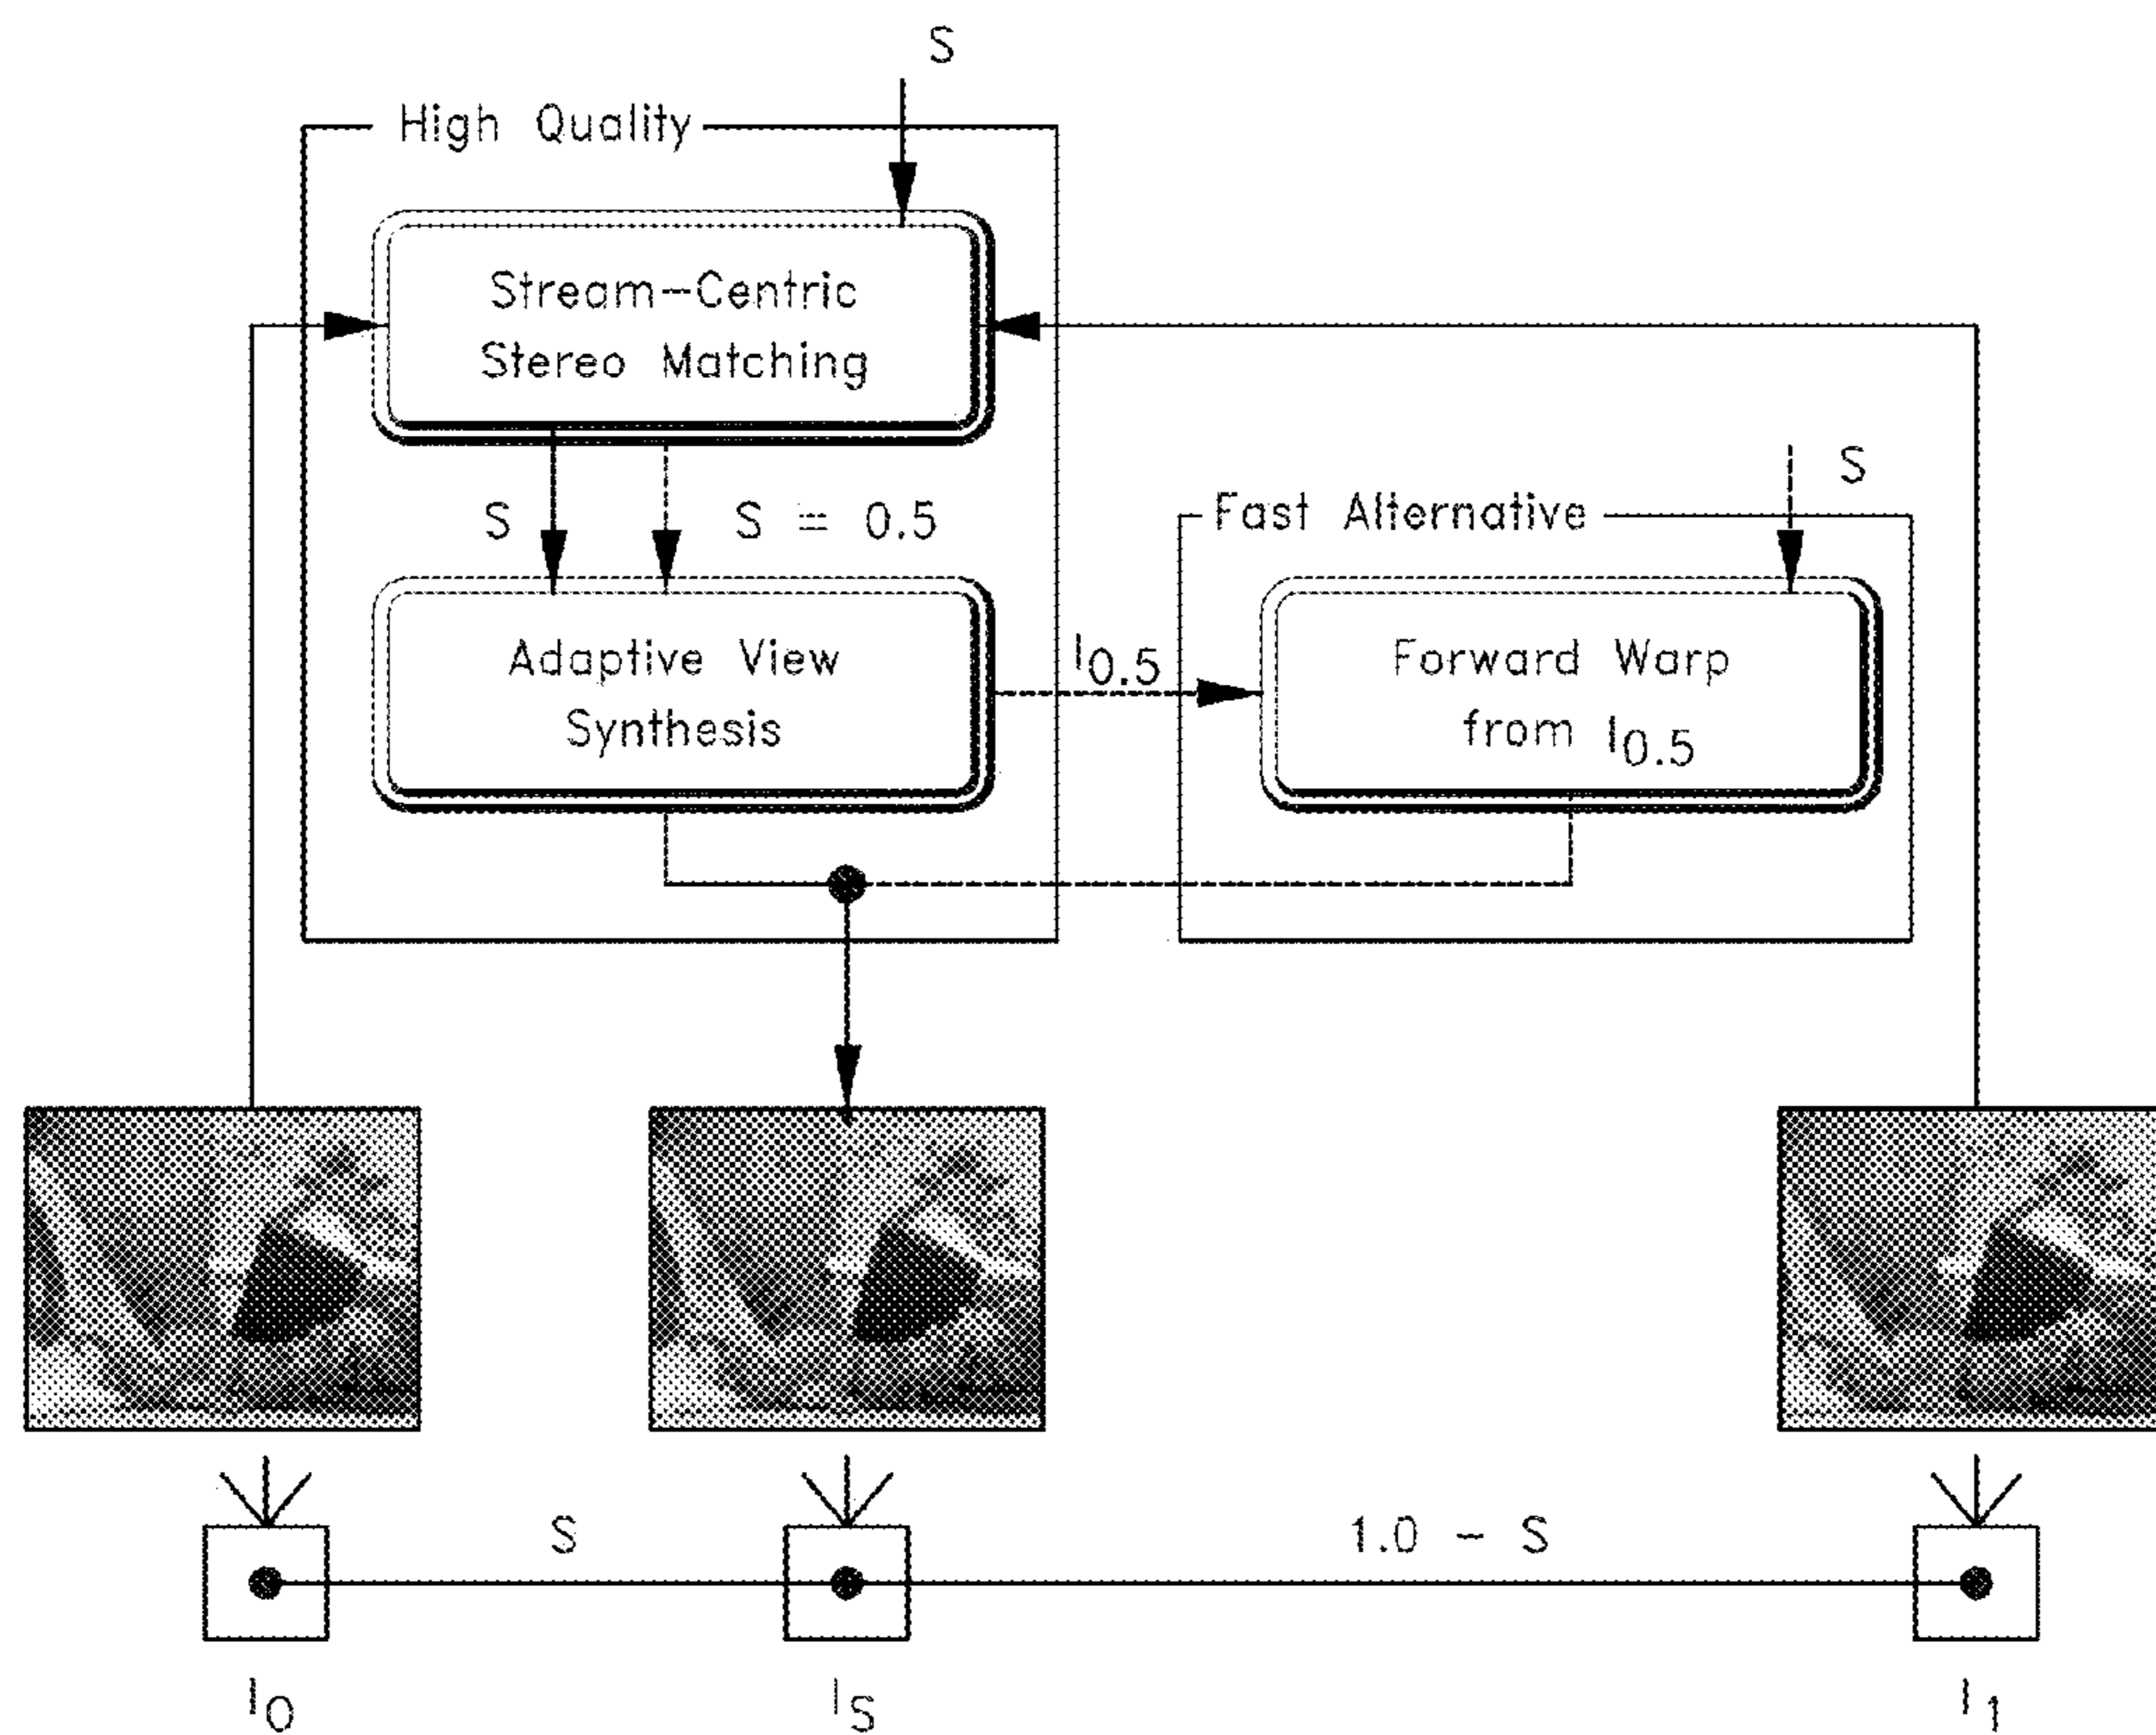 S
High Quality
Stream-Centric
Stereo Matching
S
S = 0.5
S
Fast Alternative
Adaptive View
Synthesis
I0.5
Forward Warp
from I0.5
S
1.0 - S
I0
IS
I1